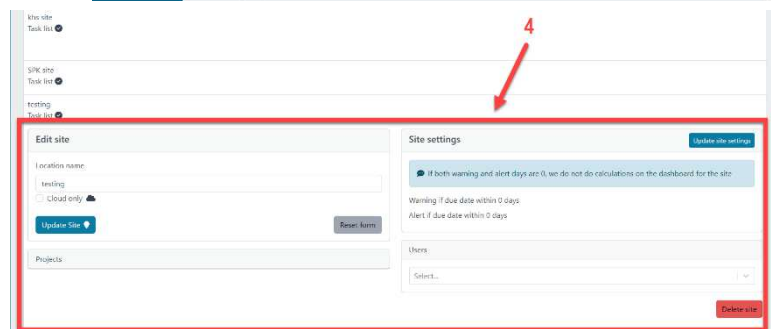 khs site
Task list
4
SPK site
Task list
testing
Task list
Edit site
Location name
testing
Cloud only
Update Site
Reset form
Projects
Site settings
Update site settings
If both warning and alert days are 0, we do not do calculations on the dashboard for the site
Warning if due date within 0 days
Alert if due date within 0 days
Users
Select...
Delete site